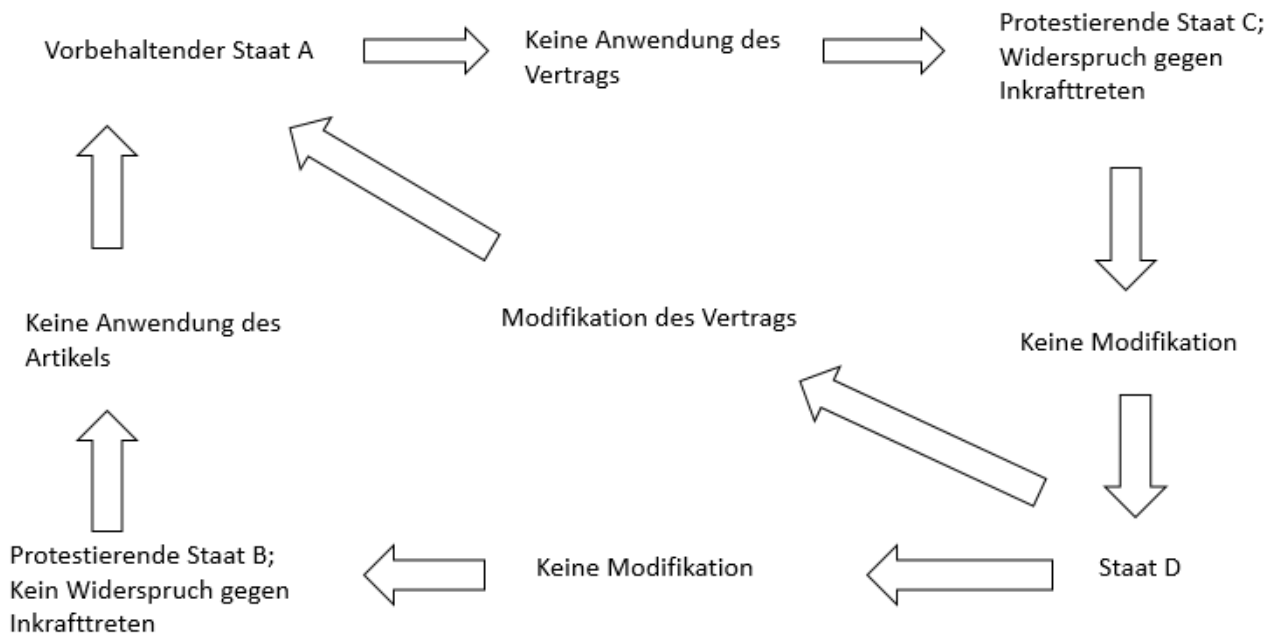 Vorbehaltender Staat A
Keine Anwendung des
Vertrags
Protestierende Staat C;
Widerspruch gegen
Inkrafttreten
Keine Anwendung des
Artikels
Modifikation des Vertrags
Keine Modifikation
Protestierende Staat B;
Kein Widerspruch gegen
Inkrafttreten
Keine Modifikation
Staat D